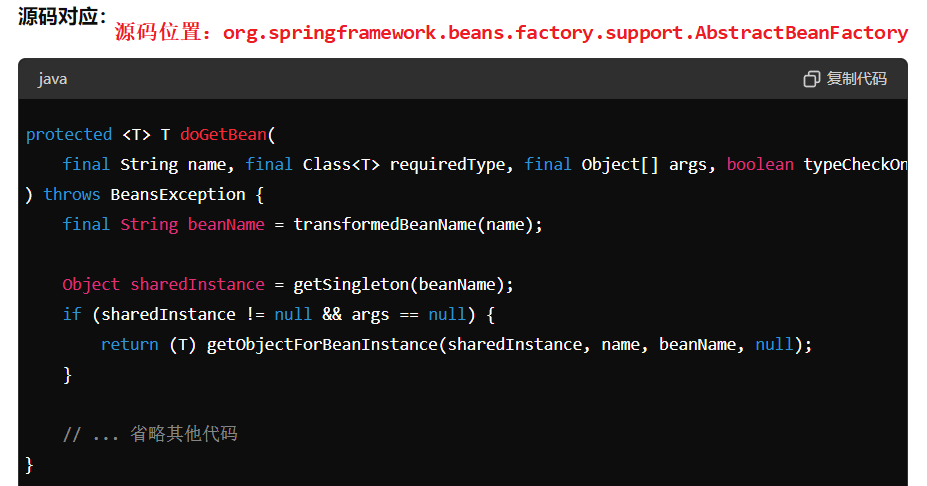 源码对应：
源码位置：org.springframework.beans.factory.support.AbstractBeanFactory
java
复制代码
protected <T> T doGetBean(
    final String name, final Class<T> requiredType, final Object[] args, boolean typeCheckOn
) throws BeansException {
    final String beanName = transformedBeanName(name);
    Object sharedInstance = getSingleton(beanName);
    if (sharedInstance != null && args == null) {
        return (T) getObjectForBeanInstance(sharedInstance, name, beanName, null);
    }
    // ... 省略其他代码
}